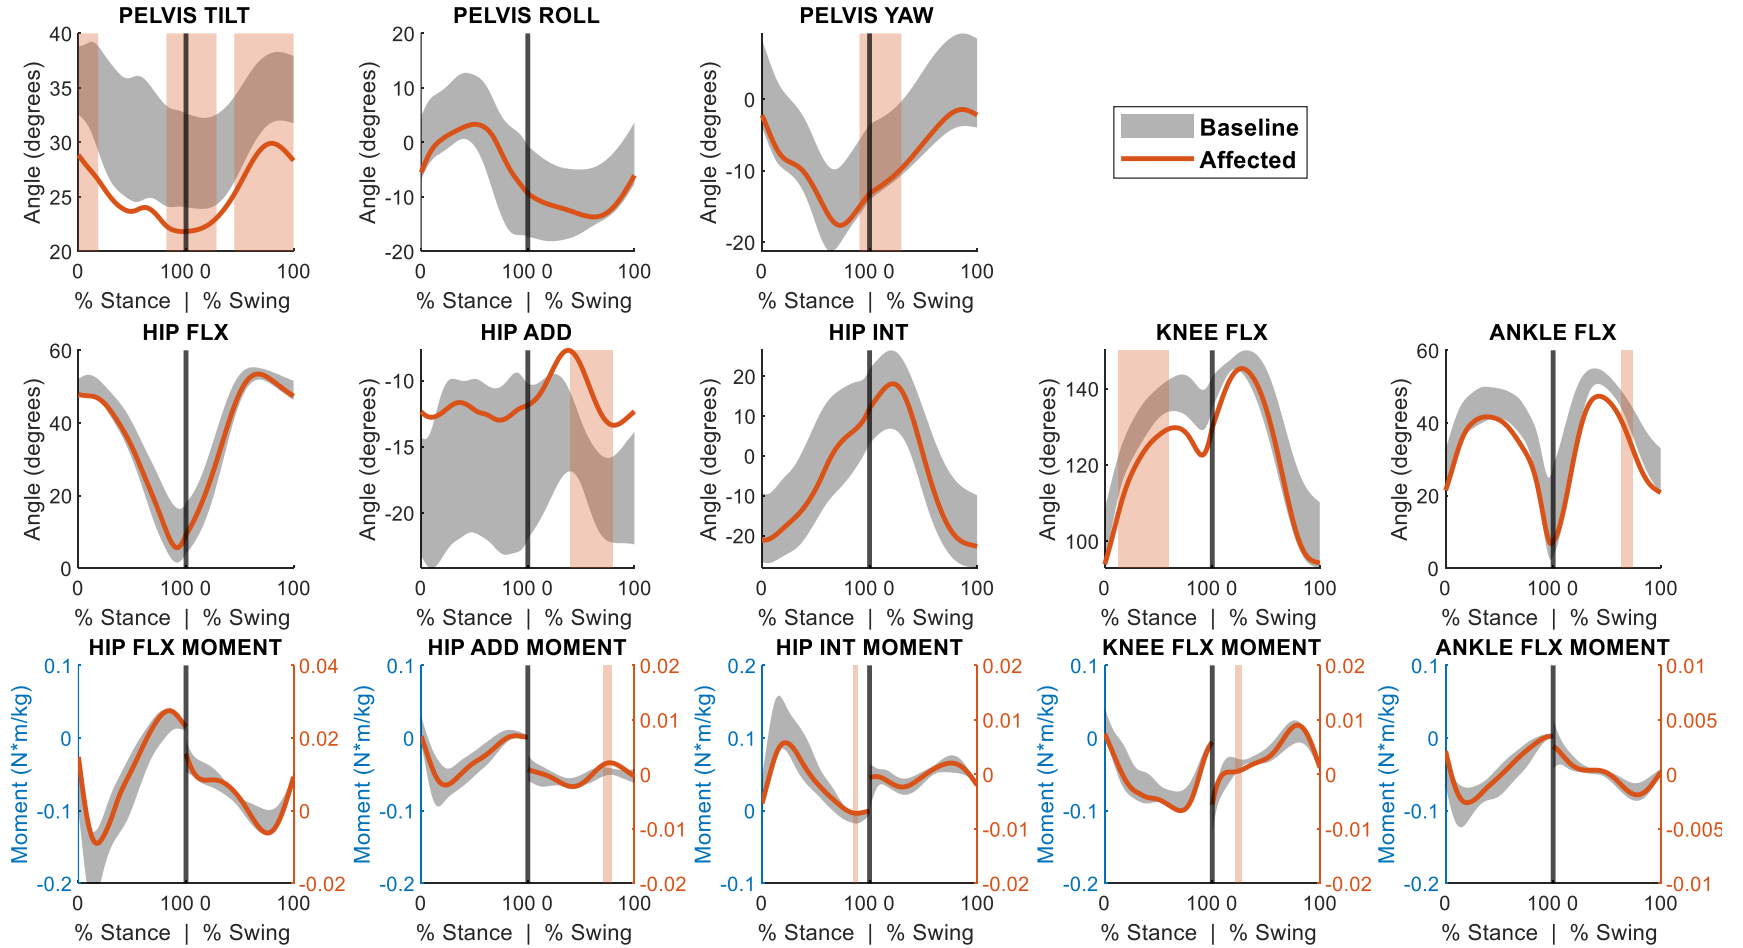 PELVIS TILT
PELVIS ROLL
PELVIS YAW
40
35
30
25
20
Angle (degrees)
0
100 0
100
% Stance | % Swing
20
10
0
-10
-20
Angle (degrees)
0
100 0
100
% Stance | % Swing
0
-10
-20
Angle (degrees)
0
100 0
100
% Stance | % Swing
Baseline
Affected
HIP FLX
HIP ADD
HIP INT
KNEE FLX
ANKLE FLX
60
40
20
0
Angle (degrees)
0
100 0
100
% Stance | % Swing
-10
-15
-20
Angle (degrees)
0
100 0
100
% Stance | % Swing
20
10
0
-10
-20
Angle (degrees)
0
100 0
100
% Stance | % Swing
140
120
100
Angle (degrees)
0
100 0
100
% Stance | % Swing
60
40
20
0
Angle (degrees)
0
100 0
100
% Stance | % Swing
HIP FLX MOMENT
HIP ADD MOMENT
HIP INT MOMENT
KNEE FLX MOMENT
ANKLE FLX MOMENT
0.1
0
-0.1
-0.2
Moment (N*m/kg)
0.04
0.02
0
-0.02
0
100 0
100
% Stance | % Swing
0.1
0
-0.1
-0.2
Moment (N*m/kg)
0.02
0.01
0
-0.01
-0.02
0
100 0
100
% Stance | % Swing
0.2
0.1
0
-0.1
Moment (N*m/kg)
0.02
0.01
0
-0.01
-0.02
0
100 0
100
% Stance | % Swing
0.1
0
-0.1
-0.2
Moment (N*m/kg)
0.02
0.01
0
-0.01
-0.02
0
100 0
100
% Stance | % Swing
0.1
0
-0.1
-0.2
Moment (N*m/kg)
0.01
0.005
0
-0.005
-0.01
0
100 0
100
% Stance | % Swing